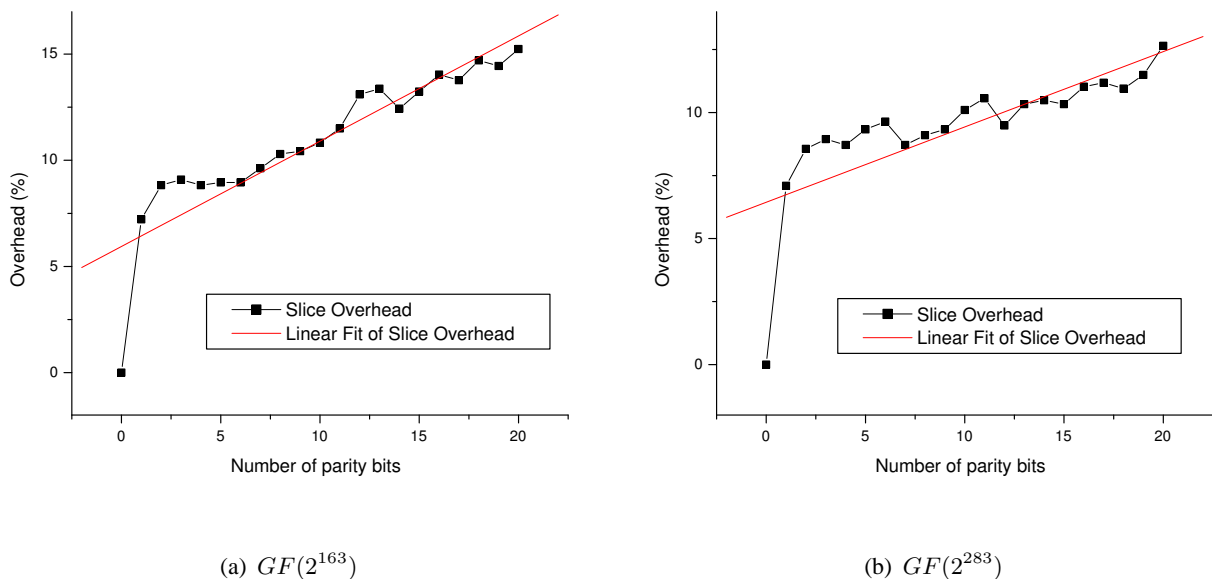 15
10
5
0
Overhead (%)
Slice Overhead
Linear Fit of Slice Overhead
0 5 10 15 20
Number of parity bits
(a) GF(2^163)
10
5
0
Overhead (%)
Slice Overhead
Linear Fit of Slice Overhead
0 5 10 15 20
Number of parity bits
(b) GF(2^283)